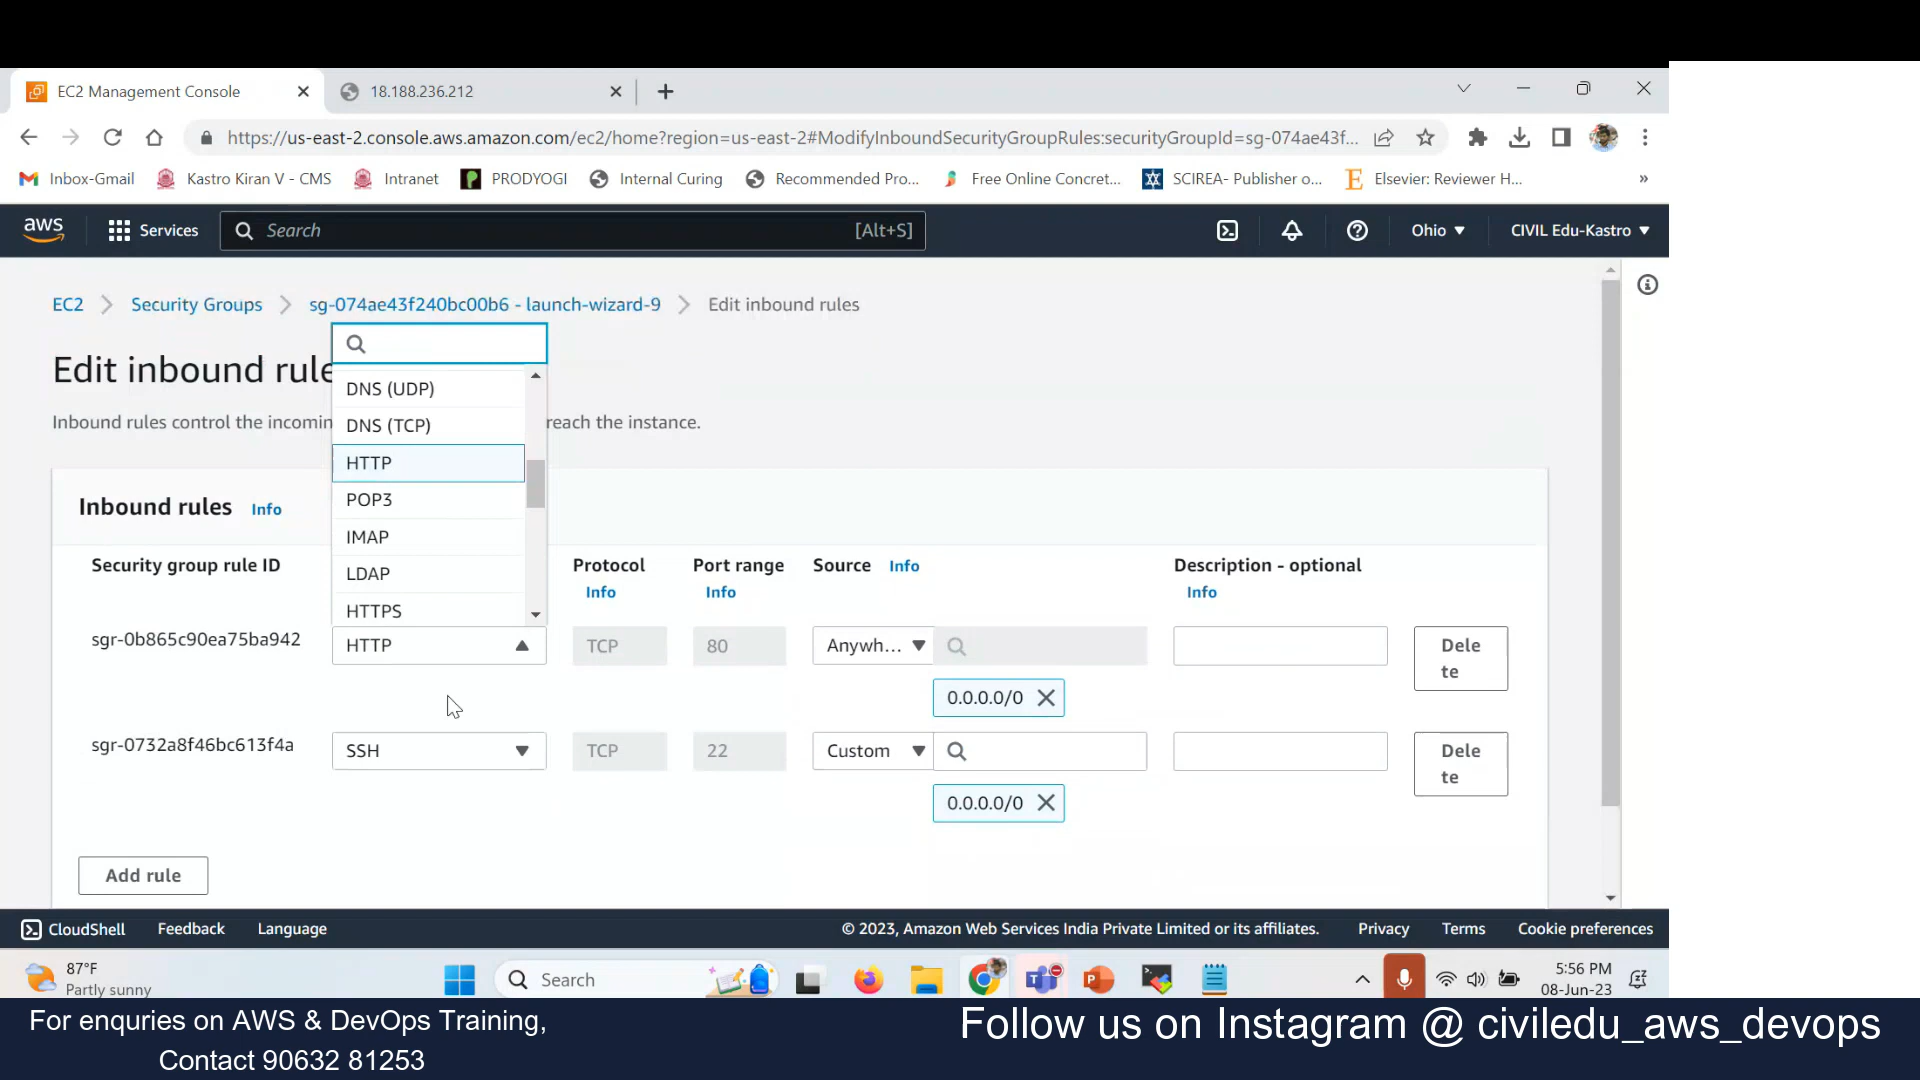 EC2 Management Console
18.188.236.212
https://us-east-2.console.aws.amazon.com/ec2/home?region=us-east-2#ModifyInboundSecurityGroupRules:securityGroupId=sg-074ae43f...
Inbox-Gmail
Kastro Kiran V - CMS
Intranet
PRODYOGI
Internal Curing
Recommended Pro...
Free Online Concret...
SCIREA- Publisher o...
Elsevier: Reviewer H...
»
aws
Services
Search
[Alt+S]
Ohio
CIVIL Edu-Kastro
EC2
Security Groups
sg-074ae43f240bc00b6 - launch-wizard-9
Edit inbound rules
Edit inbound rule
Inbound rules control the incomin
reach the instance.
DNS (UDP)
DNS (TCP)
HTTP
POP3
IMAP
LDAP
HTTPS
Inbound rules Info
Security group rule ID
Protocol
Info
Port range
Info
Source Info
Description - optional
Info
sgr-0b865c90ea75ba942
HTTP
TCP
80
Anywh...
0.0.0.0/0
Dele
te
sgr-0732a8f46bc613f4a
SSH
TCP
22
Custom
0.0.0.0/0
Dele
te
Add rule
CloudShell
Feedback
Language
© 2023, Amazon Web Services India Private Limited or its affiliates.
Privacy
Terms
Cookie preferences
87°F
Partly sunny
Search
5:56 PM
08-Jun-23
For enquries on AWS & DevOps Training,
Contact 90632 81253
Follow us on Instagram @ civiledu_aws_devops